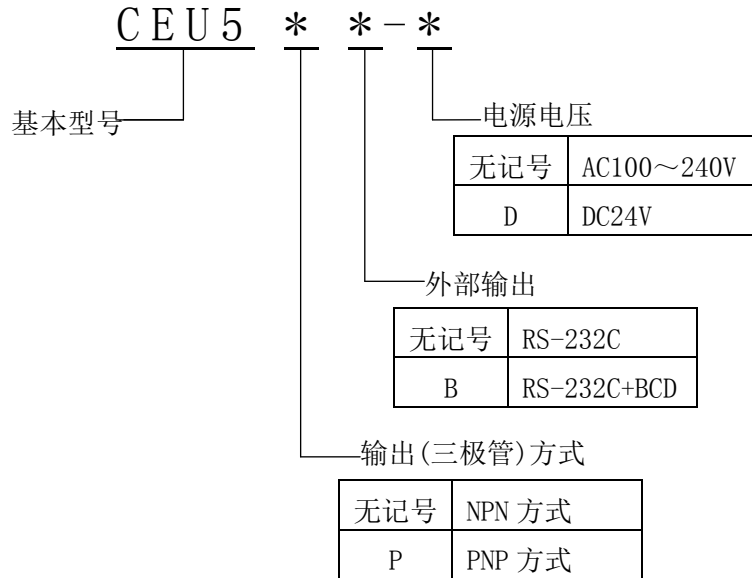 CEU5 * *-*
基本型号
电源电压
无记号 AC100～240V
D DC24V
外部输出
无记号 RS-232C
B RS-232C+BCD
输出(三极管)方式
无记号 NPN 方式
P PNP 方式